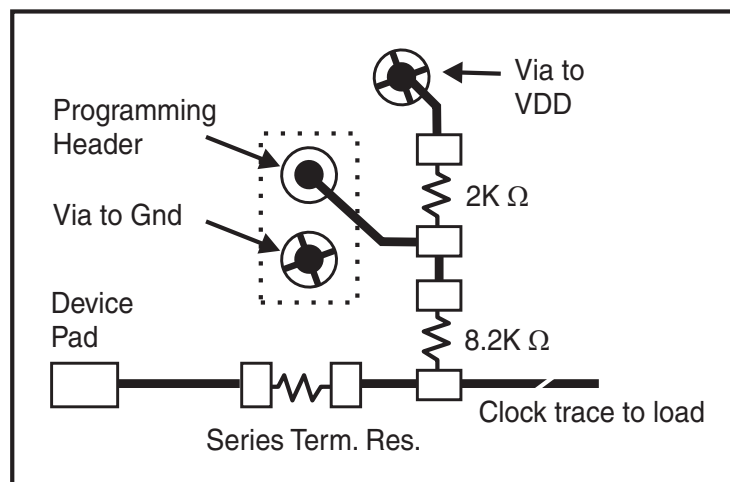 Via to
VDD
Programming
Header
2K Ω
Via to Gnd
Device
Pad
8.2K Ω
Clock trace to load
Series Term. Res.